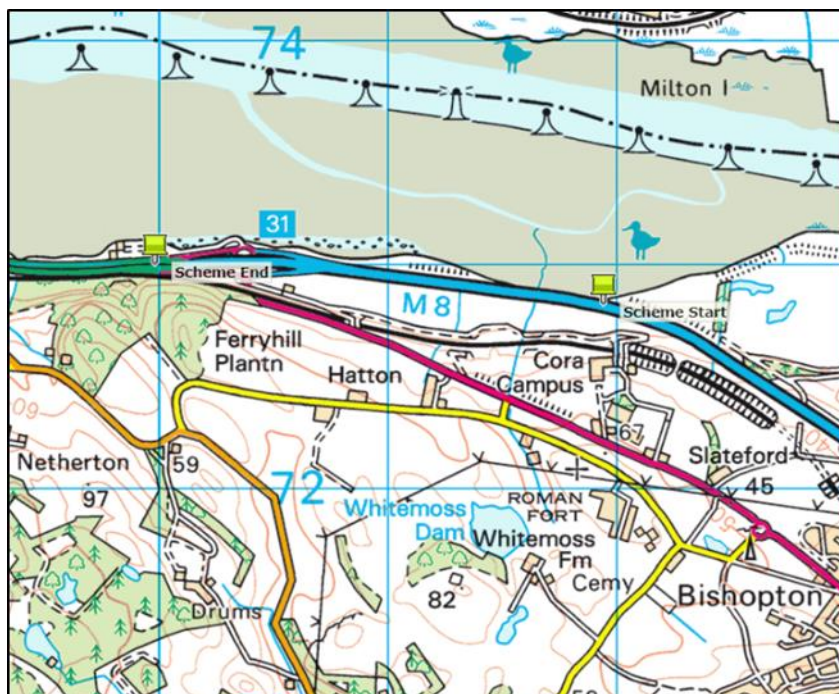 74
Milton I
31
Scheme End
M 8
Scheme Start
Ferryhill
Plantn
Hatton
Cora
Campus
67
Netherton
59
Slateford
45
97
72
ROMAN
FORT
Whitemoss
Dam
Whitemoss
Fm
Cemy
82
Drums
Bishopton